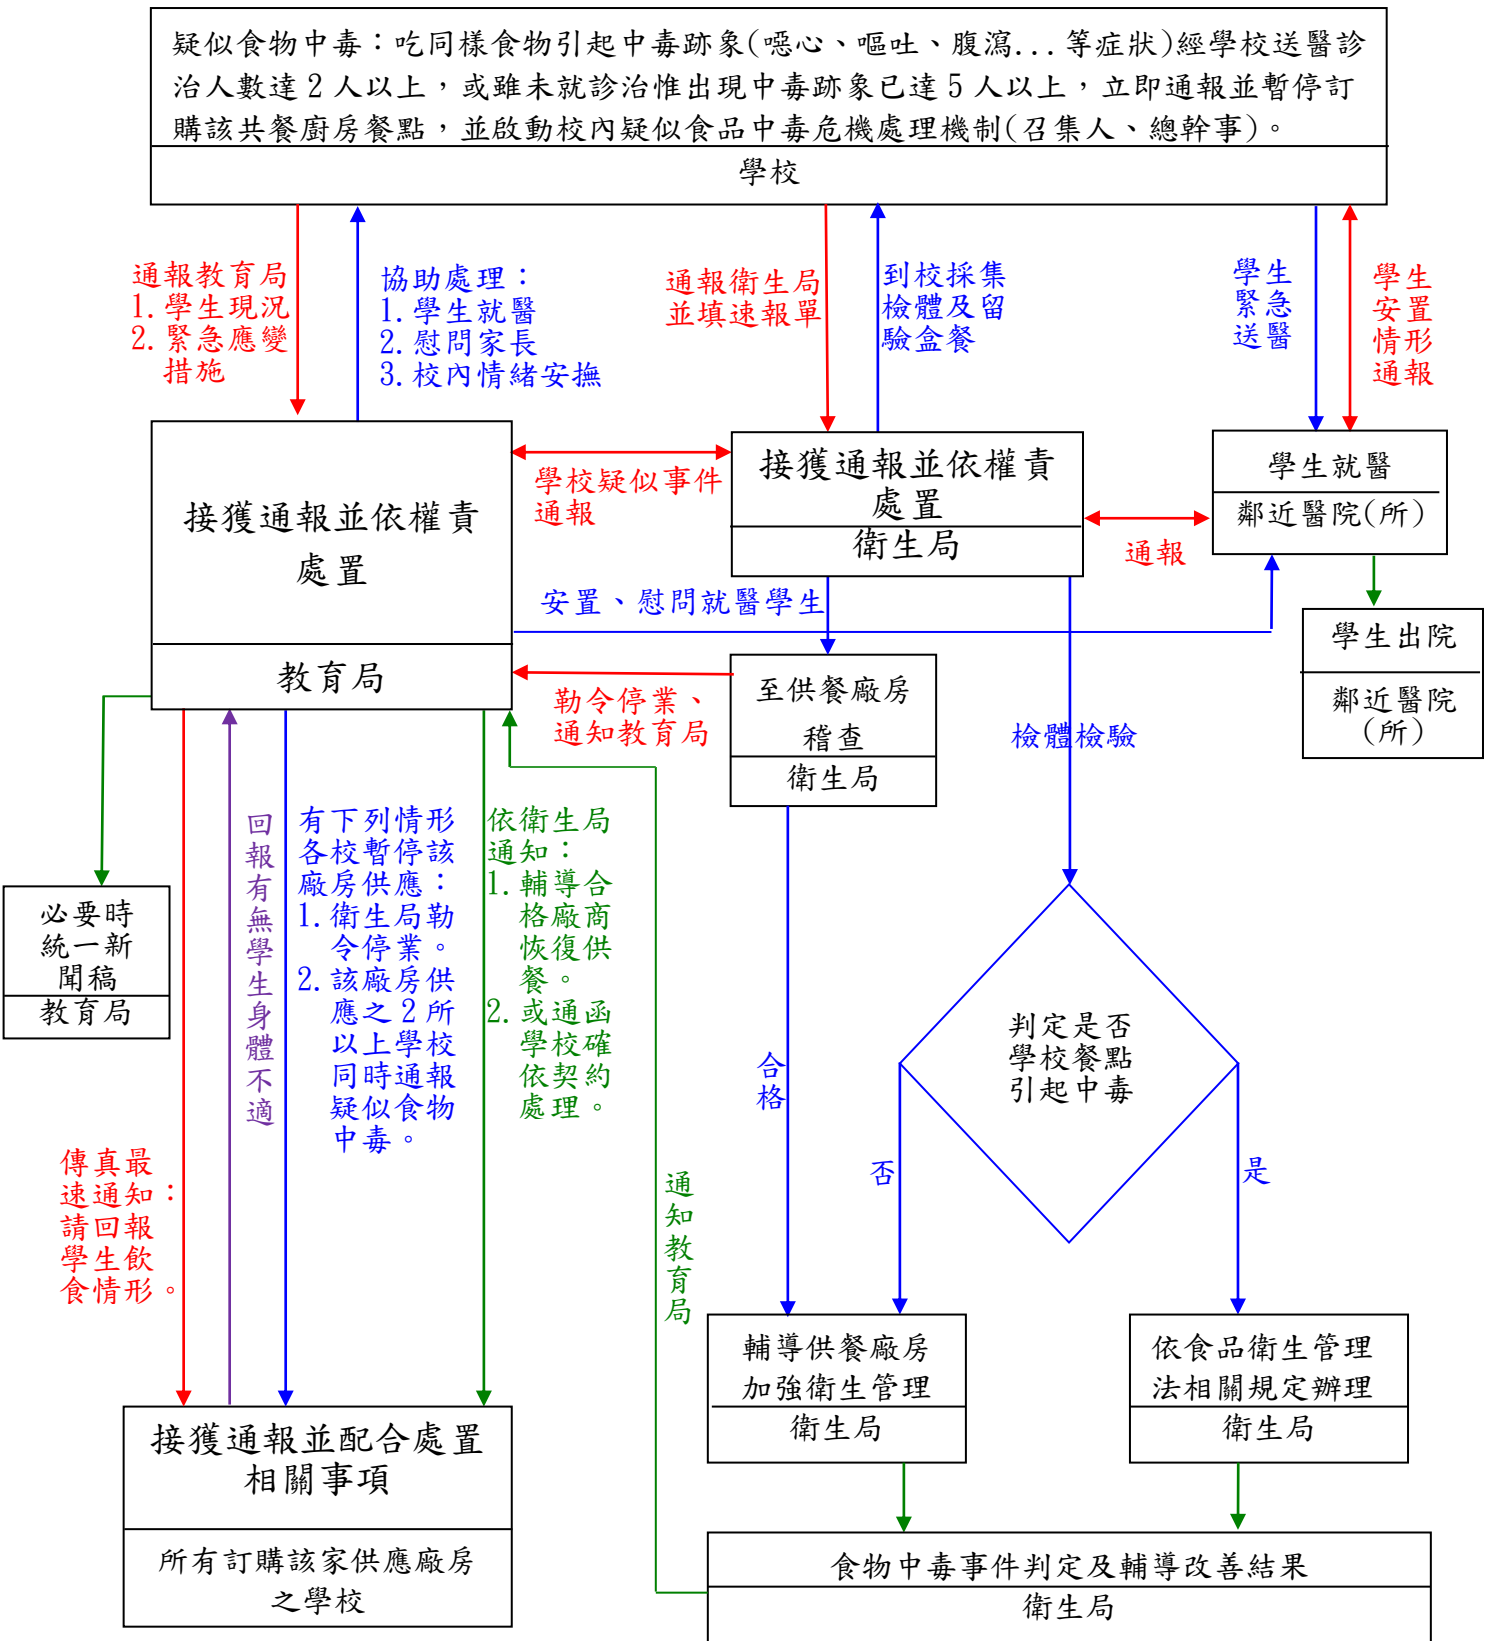 疑似食物中毒：吃同樣食物引起中毒跡象(噁心、嘔吐、腹瀉...等症狀)經學校送醫診
治人數達 2 人以上，或雖未就診治惟出現中毒跡象已達 5 人以上，立即通報並暫停訂
購該共餐廚房餐點，並啟動校內疑似食品中毒危機處理機制(召集人、總幹事)。
學校
通報教育局
1.學生現況
2.緊急應變
措施
協助處理：
1.學生就醫
2.慰問家長
3.校內情緒安撫
通報衛生局
並填速報單
到校採集
檢體及留
驗盒餐
學生
緊急
送醫
學生
安置
情形
通報
接獲通報並依權責
處置
教育局
學校疑似事件
通報
接獲通報並依權責
處置
衛生局
通報
學生就醫
鄰近醫院(所)
安置、慰問就醫學生
學生出院
鄰近醫院
(所)
勒令停業、
通知教育局
至供餐廠房
稽查
衛生局
檢體檢驗
必要時
統一新
聞稿
教育局
傳真最
速通知：
請回報
學生飲
食情形。
回報有無學生身體不適
有下列情形
各校暫停該
廠房供應：
1.衛生局勒
令停業。
2.該廠房供
應之 2 所
以上學校
同時通報
疑似食物
中毒。
依衛生局
通知：
1.輔導合
格廠商
恢復供
餐。
2.或通函
學校確
依契約
處理。
通知教育局
合格
判定是否
學校餐點
引起中毒
否
是
輔導供餐廠房
加強衛生管理
衛生局
依食品衛生管理
法相關規定辦理
衛生局
接獲通報並配合處置
相關事項
所有訂購該家供應廠房
之學校
食物中毒事件判定及輔導改善結果
衛生局